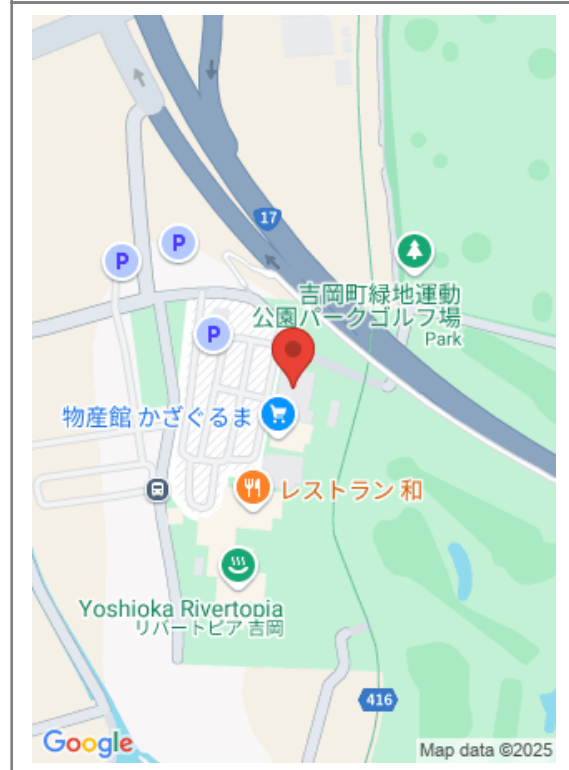 17
P
P
吉岡町緑地運動
公園パークゴルフ場
Park
P
物産館 かざぐるま
レストラン 和
Yoshioka Rivertopia
リバートピア 吉岡
416
Google
Map data ©2025